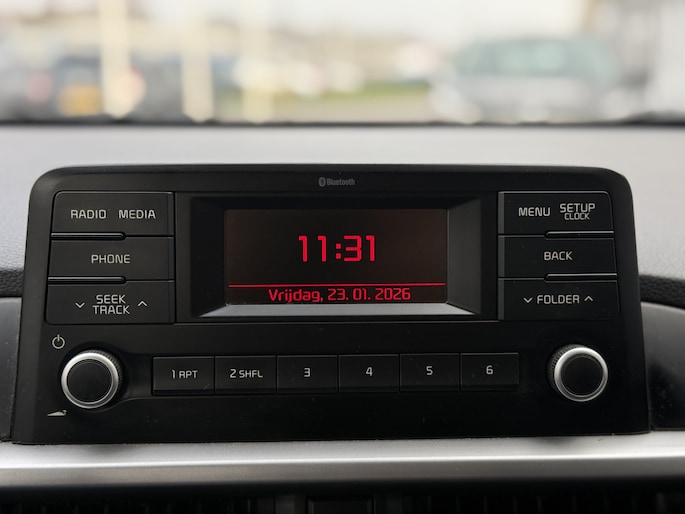 Bluetooth
RADIO MEDIA
PHONE
SEEK
TRACK
11:31
Vrijdag, 23. 01. 2026
MENU SETUP
CLOCK
BACK
FOLDER
1 RPT
2 SHFL
3
4
5
6